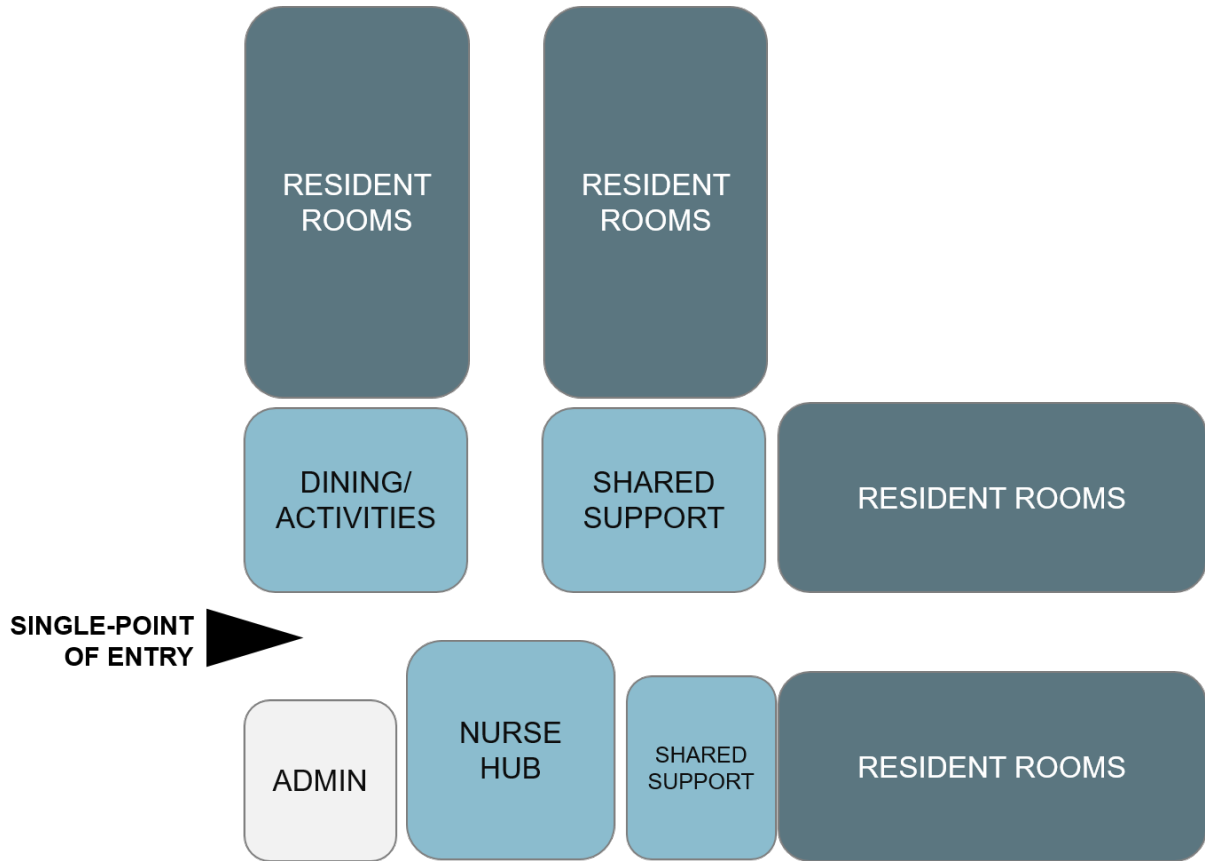 RESIDENT
ROOMS
RESIDENT
ROOMS
DINING/
ACTIVITIES
SHARED
SUPPORT
RESIDENT ROOMS
SINGLE-POINT
OF ENTRY
ADMIN
NURSE
HUB
SHARED
SUPPORT
RESIDENT ROOMS